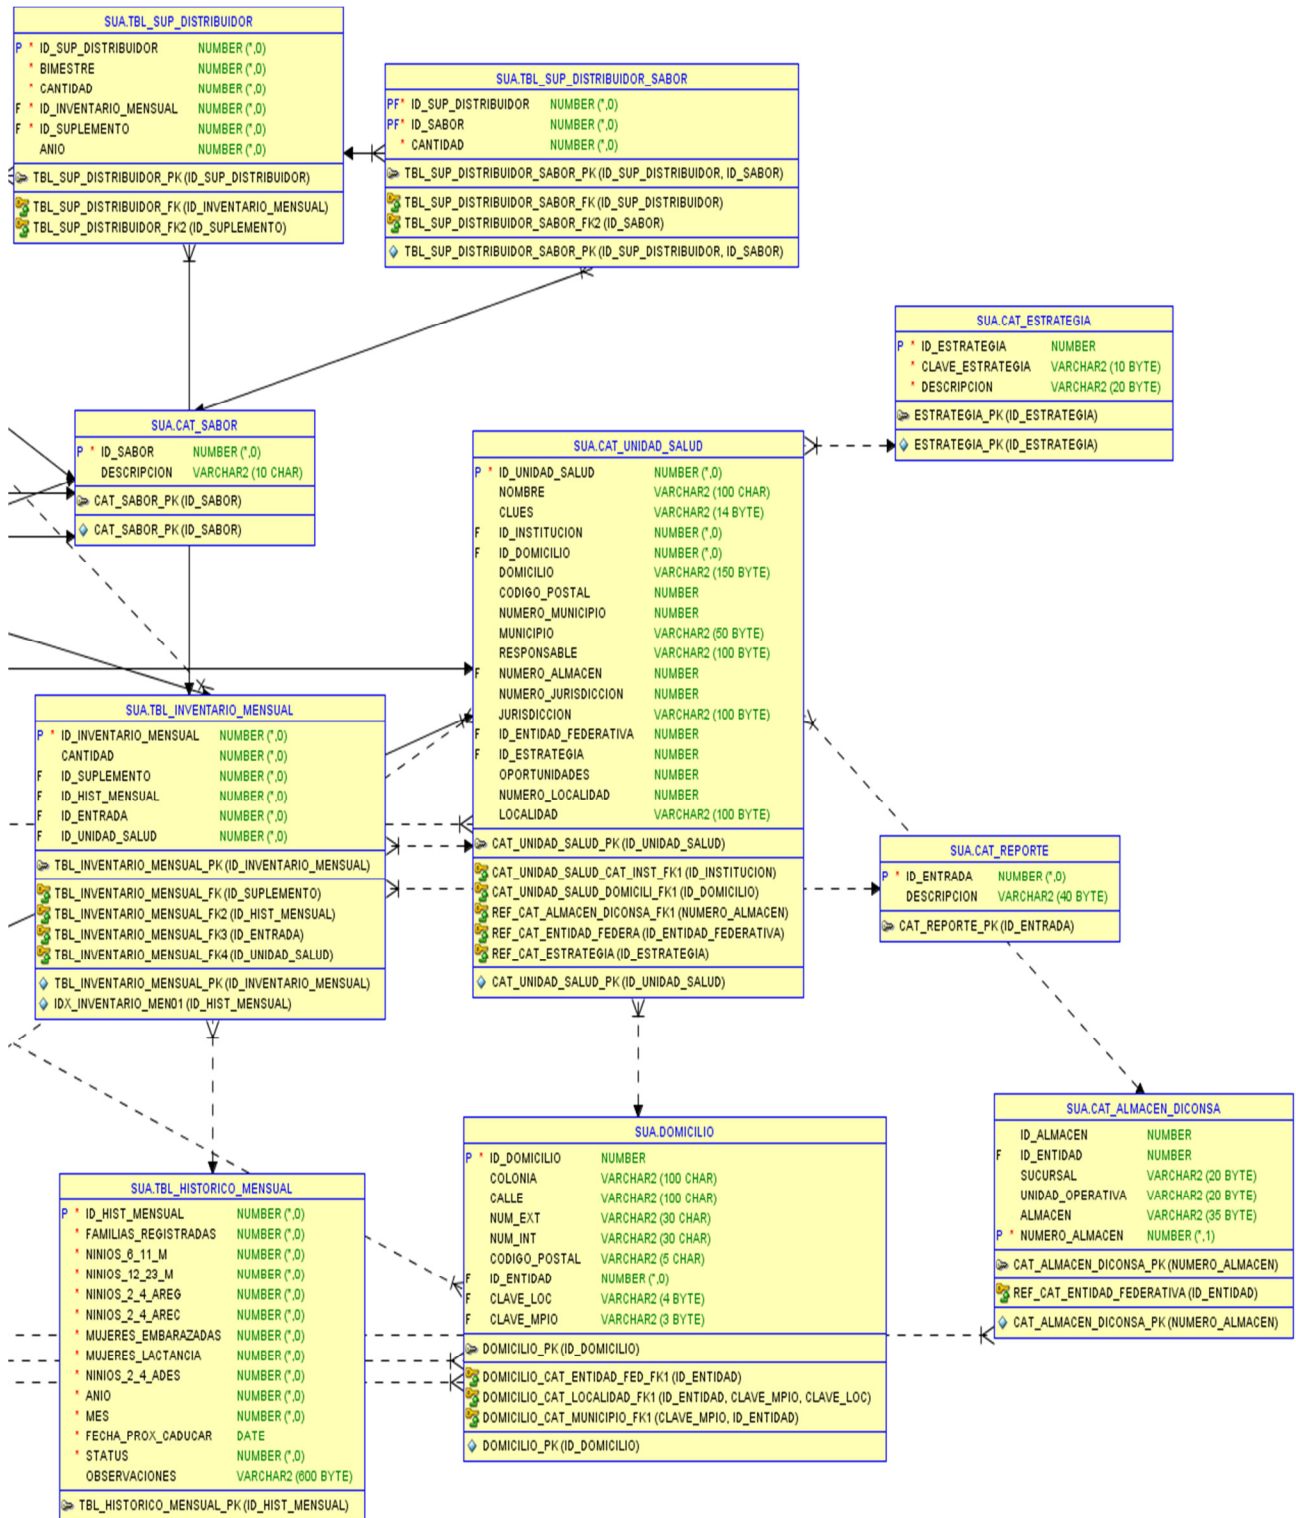 SUA.TBL_SUP_DISTRIBUIDOR
P * ID_SUP_DISTRIBUIDOR NUMBER (*,0)
* BIMESTRE NUMBER (*,0)
* CANTIDAD NUMBER (*,0)
F * ID_INVENTARIO_MENSUAL NUMBER (*,0)
F * ID_SUPLEMENTO NUMBER (*,0)
ANIO NUMBER (*,0)
TBL_SUP_DISTRIBUIDOR_PK (ID_SUP_DISTRIBUIDOR)
TBL_SUP_DISTRIBUIDOR_FK (ID_INVENTARIO_MENSUAL)
TBL_SUP_DISTRIBUIDOR_FK2 (ID_SUPLEMENTO)
SUA.TBL_SUP_DISTRIBUIDOR_SABOR
PF* ID_SUP_DISTRIBUIDOR NUMBER (*,0)
PF* ID_SABOR NUMBER (*,0)
* CANTIDAD NUMBER (*,0)
TBL_SUP_DISTRIBUIDOR_SABOR_PK (ID_SUP_DISTRIBUIDOR, ID_SABOR)
TBL_SUP_DISTRIBUIDOR_SABOR_FK (ID_SUP_DISTRIBUIDOR)
TBL_SUP_DISTRIBUIDOR_SABOR_FK2 (ID_SABOR)
TBL_SUP_DISTRIBUIDOR_SABOR_PK (ID_SUP_DISTRIBUIDOR, ID_SABOR)
SUA.CAT_ESTRATEGIA
P * ID_ESTRATEGIA NUMBER
* CLAVE_ESTRATEGIA VARCHAR2 (10 BYTE)
* DESCRIPCION VARCHAR2 (20 BYTE)
ESTRATEGIA_PK (ID_ESTRATEGIA)
ESTRATEGIA_PK (ID_ESTRATEGIA)
SUA.CAT_SABOR
P * ID_SABOR NUMBER (*,0)
DESCRIPCION VARCHAR2 (10 CHAR)
CAT_SABOR_PK (ID_SABOR)
CAT_SABOR_PK (ID_SABOR)
SUA.CAT_UNIDAD_SALUD
P * ID_UNIDAD_SALUD NUMBER (*,0)
NOMBRE VARCHAR2 (100 CHAR)
CLUES VARCHAR2 (14 BYTE)
F ID_INSTITUCION NUMBER (*,0)
F ID_DOMICILIO NUMBER (*,0)
DOMICILIO VARCHAR2 (150 BYTE)
CODIGO_POSTAL NUMBER
NUMERO_MUNICIPIO NUMBER
MUNICIPIO VARCHAR2 (50 BYTE)
RESPONSABLE VARCHAR2 (100 BYTE)
F NUMERO_ALMACEN NUMBER
NUMERO_JURISDICCION NUMBER
JURISDICCION VARCHAR2 (100 BYTE)
F ID_ENTIDAD_FEDERATIVA NUMBER
F ID_ESTRATEGIA NUMBER
OPORTUNIDADES NUMBER
NUMERO_LOCALIDAD NUMBER
LOCALIDAD VARCHAR2 (100 BYTE)
CAT_UNIDAD_SALUD_PK (ID_UNIDAD_SALUD)
CAT_UNIDAD_SALUD_CAT_INST_FK1 (ID_INSTITUCION)
CAT_UNIDAD_SALUD_DOMICILI_FK1 (ID_DOMICILIO)
REF_CAT_ALMACEN_DICONSA_FK1 (NUMERO_ALMACEN)
REF_CAT_ENTIDAD_FEDERA (ID_ENTIDAD_FEDERATIVA)
REF_CAT_ESTRATEGIA (ID_ESTRATEGIA)
CAT_UNIDAD_SALUD_PK (ID_UNIDAD_SALUD)
SUA.TBL_INVENTARIO_MENSUAL
P * ID_INVENTARIO_MENSUAL NUMBER (*,0)
CANTIDAD NUMBER (*,0)
F ID_SUPLEMENTO NUMBER (*,0)
F ID_HIST_MENSUAL NUMBER (*,0)
F ID_ENTRADA NUMBER (*,0)
F ID_UNIDAD_SALUD NUMBER (*,0)
TBL_INVENTARIO_MENSUAL_PK (ID_INVENTARIO_MENSUAL)
TBL_INVENTARIO_MENSUAL_FK (ID_SUPLEMENTO)
TBL_INVENTARIO_MENSUAL_FK2 (ID_HIST_MENSUAL)
TBL_INVENTARIO_MENSUAL_FK3 (ID_ENTRADA)
TBL_INVENTARIO_MENSUAL_FK4 (ID_UNIDAD_SALUD)
TBL_INVENTARIO_MENSUAL_PK (ID_INVENTARIO_MENSUAL)
IDX_INVENTARIO_MEN01 (ID_HIST_MENSUAL)
SUA.CAT_REPORTE
P * ID_ENTRADA NUMBER (*,0)
DESCRIPCION VARCHAR2 (40 BYTE)
CAT_REPORTE_PK (ID_ENTRADA)
SUA.CAT_ALMACEN_DICONSA
ID_ALMACEN NUMBER
F ID_ENTIDAD NUMBER
SUCURSAL VARCHAR2 (20 BYTE)
UNIDAD_OPERATIVA VARCHAR2 (20 BYTE)
ALMACEN VARCHAR2 (35 BYTE)
P * NUMERO_ALMACEN NUMBER (*,1)
CAT_ALMACEN_DICONSA_PK (NUMERO_ALMACEN)
REF_CAT_ENTIDAD_FEDERATIVA (ID_ENTIDAD)
CAT_ALMACEN_DICONSA_PK (NUMERO_ALMACEN)
SUA.DOMICILIO
P * ID_DOMICILIO NUMBER
COLONIA VARCHAR2 (100 CHAR)
CALLE VARCHAR2 (100 CHAR)
NUM_EXT VARCHAR2 (30 CHAR)
NUM_INT VARCHAR2 (30 CHAR)
CODIGO_POSTAL VARCHAR2 (5 CHAR)
F ID_ENTIDAD NUMBER (*,0)
F CLAVE_LOC VARCHAR2 (4 BYTE)
F CLAVE_MPIO VARCHAR2 (3 BYTE)
DOMICILIO_PK (ID_DOMICILIO)
DOMICILIO_CAT_ENTIDAD_FED_FK1 (ID_ENTIDAD)
DOMICILIO_CAT_LOCALIDAD_FK1 (ID_ENTIDAD, CLAVE_MPIO, CLAVE_LOC)
DOMICILIO_CAT_MUNICIPIO_FK1 (CLAVE_MPIO, ID_ENTIDAD)
DOMICILIO_PK (ID_DOMICILIO)
SUA.TBL_HISTORICO_MENSUAL
P * ID_HIST_MENSUAL NUMBER (*,0)
* FAMILIAS_REGISTRADAS NUMBER (*,0)
* NINIOS_6_11_M NUMBER (*,0)
* NINIOS_12_23_M NUMBER (*,0)
* NINIOS_2_4_AREG NUMBER (*,0)
* NINIOS_2_4_AREC NUMBER (*,0)
* MUJERES_EMBARAZADAS NUMBER (*,0)
* MUJERES_LACTANCIA NUMBER (*,0)
* NINIOS_2_4_ADES NUMBER (*,0)
* ANIO NUMBER (*,0)
* MES NUMBER (*,0)
* FECHA_PROX_CADUCAR DATE
* STATUS NUMBER (*,0)
OBSERVACIONES VARCHAR2 (600 BYTE)
TBL_HISTORICO_MENSUAL_PK (ID_HIST_MENSUAL)